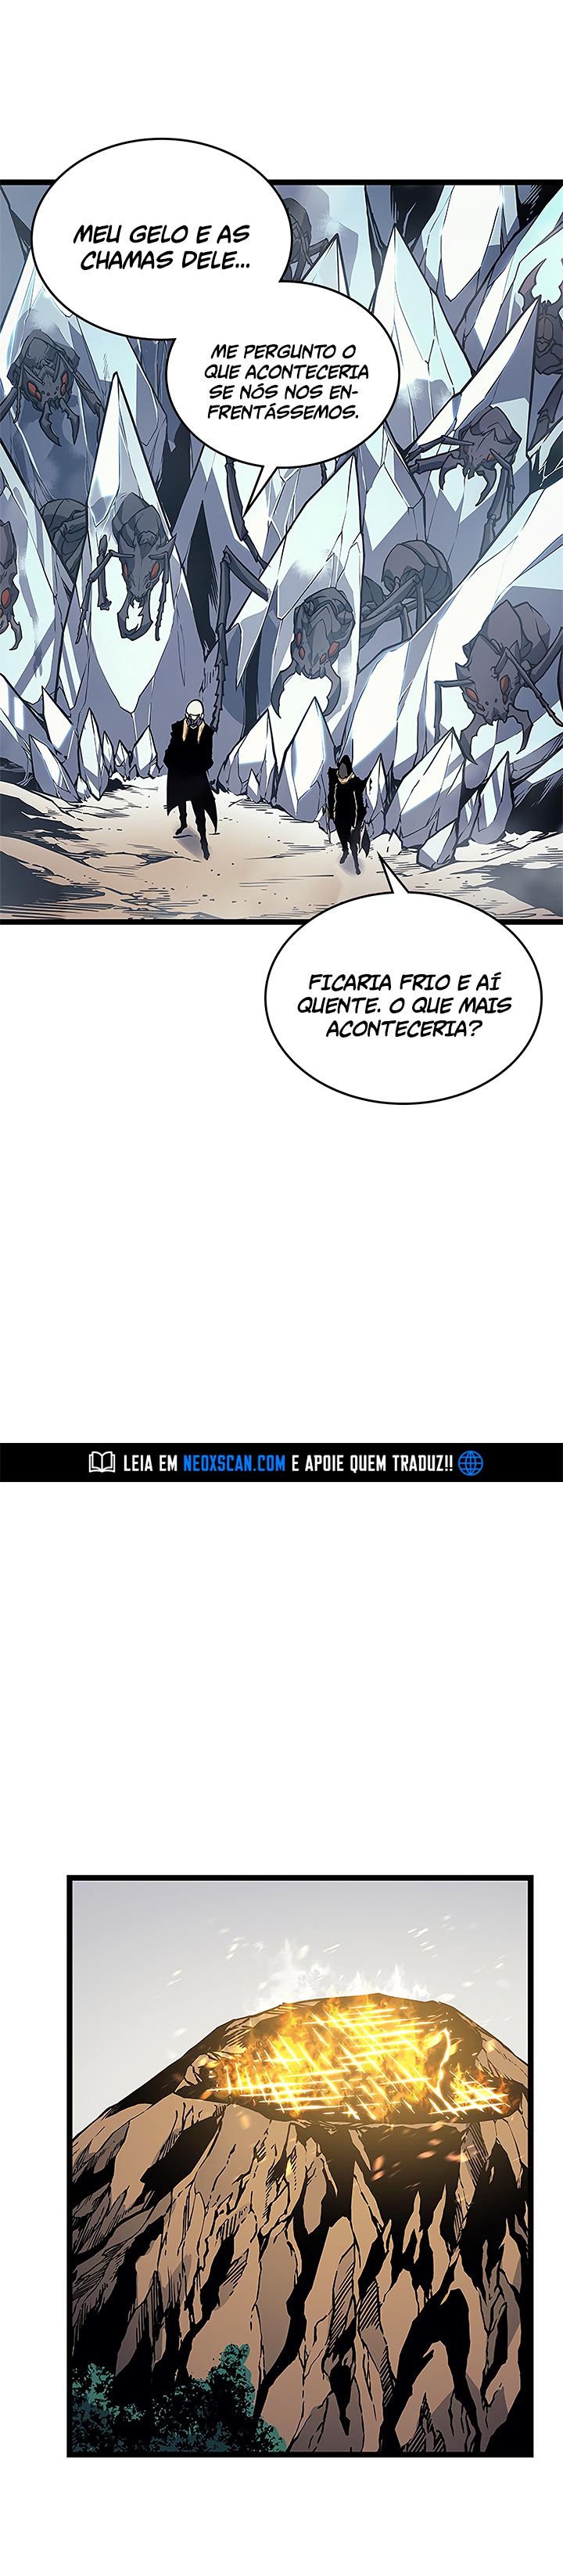 MEU GELO E AS
CHAMAS DELE...
ME PERGUNTO O
QUE ACONTECERIA
SE NÓS NOS EN-
FRENTÁSSEMOS.
FICARIA FRIO E AÍ
QUENTE. O QUE MAIS
ACONTECERIA?
LEIA EM NEOXSCAN.COM E APOIE QUEM TRADUZ!!